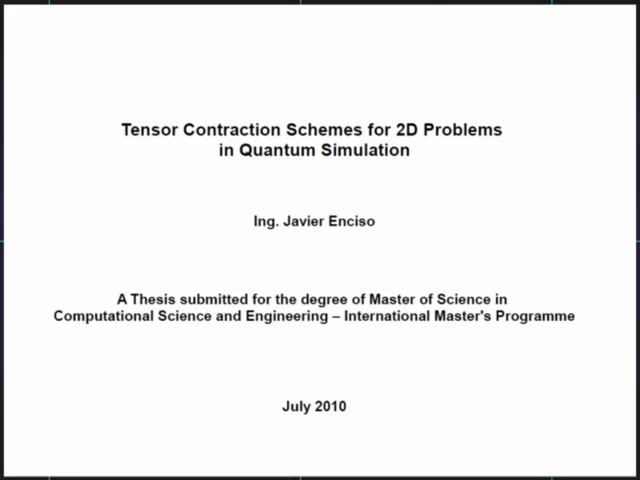 Tensor Contraction Schemes for 2D Problems
in Quantum Simulation
Ing. Javier Enciso
A Thesis submitted for the degree of Master of Science in
Computational Science and Engineering – International Master's Programme
July 2010